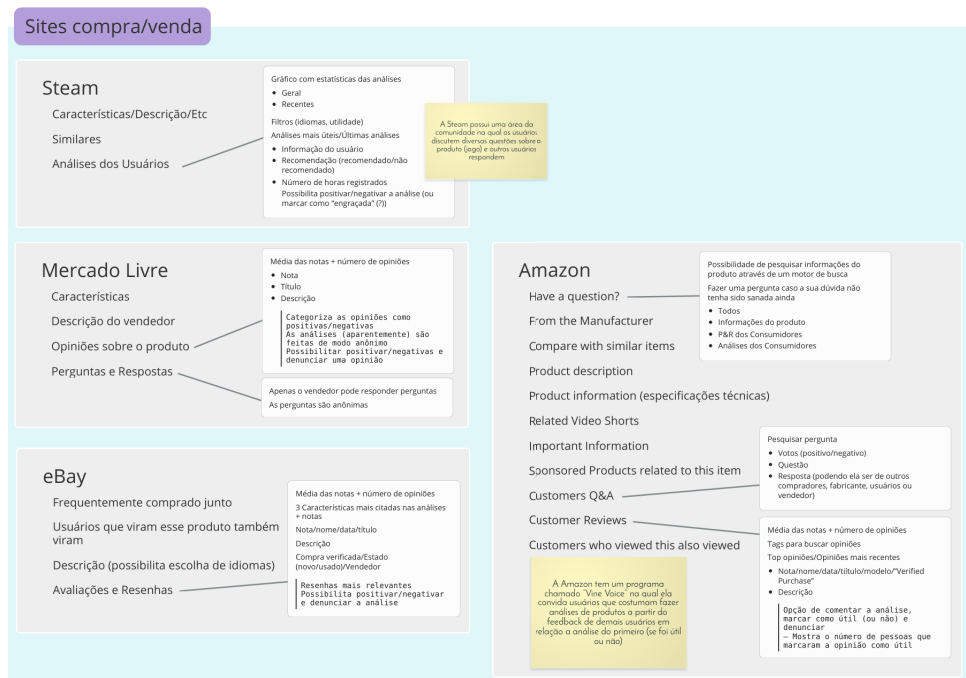 Sites compra/venda
Steam
Características/Descrição/Etc
Similares
Análises dos Usuários
Gráfico com estatísticas das análises
• Geral
• Recentes
Filtros (idiomas, utilidade)
Análises mais úteis/Últimas análises
• Informação do usuário
• Recomendação (recomendado/não
recomendado)
• Número de horas registrados
Possibilita positivar/negativar a análise (ou
marcar como "engraçada" (?))
A Steam possui uma área da
comunidade na qual os usuários
discutem diversas questões sobre o
produto (jogo) e outros usuários
respondem
Mercado Livre
Características
Descrição do vendedor
Opiniões sobre o produto
Perguntas e Respostas
Média das notas + número de opiniões
• Nota
• Título
• Descrição
Categoriza as opiniões como
positivas/negativas
As análises (aparentemente) são
feitas de modo anônimo
Possibilitar positivar/negativas e
denunciar uma opinião
Apenas o vendedor pode responder perguntas
As perguntas são anônimas
eBay
Frequentemente comprado junto
Usuários que viram esse produto também
viram
Descrição (possibilita escolha de idiomas)
Avaliações e Resenhas
Média das notas + número de opiniões
3 Características mais citadas nas análises
+ notas
Nota/nome/data/título
Descrição
Compra verificada/Estado
(novo/usado)/Vendedor
Resenhas mais relevantes
Possibilita positivar/negativar
e denunciar a análise
Amazon
Have a question?
From the Manufacturer
Compare with similar items
Product description
Product information (especificações técnicas)
Related Video Shorts
Important Information
Sponsored Products related to this item
Customers Q&A
Customer Reviews
Customers who viewed this also viewed
Possibilidade de pesquisar informações do
produto através de um motor de busca
Fazer uma pergunta caso a sua dúvida não
tenha sido sanada ainda
• Todos
• Informações do produto
• P&R dos Consumidores
• Análises dos Consumidores
Pesquisar pergunta
• Votos (positivo/negativo)
• Questão
• Resposta (podendo ela ser de outros
compradores, fabricante, usuários ou
vendedor)
Média das notas + número de opiniões
Tags para buscar opiniões
Top opiniões/Opiniões mais recentes
• Nota/nome/data/tiítulo/modelo/"Verified
Purchase"
• Descrição
Opção de comentar a análise,
marcar como útil (ou não) e
denunciar
– Mostra o número de pessoas que
marcaram a opinião como útil
A Amazon tem um programa
chamado "Vine Voice" na qual ela
convida usuários que costumam fazer
análises de produtos a partir do
feedback de demais usuários em
relação a análise do primeiro (se foi útil
ou não)